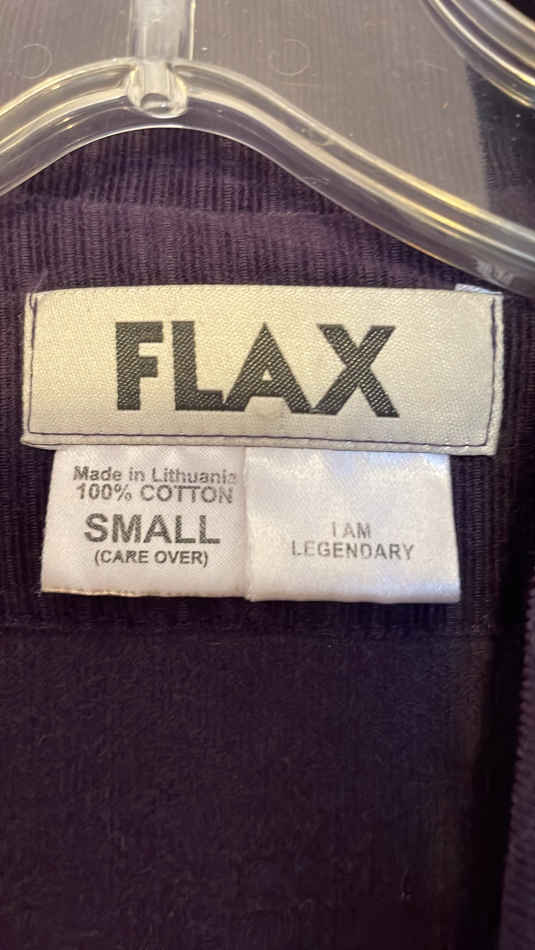 FLAX
Made in Lithuania
100% COTTON
SMALL
(CARE OVER)
I AM
LEGENDARY